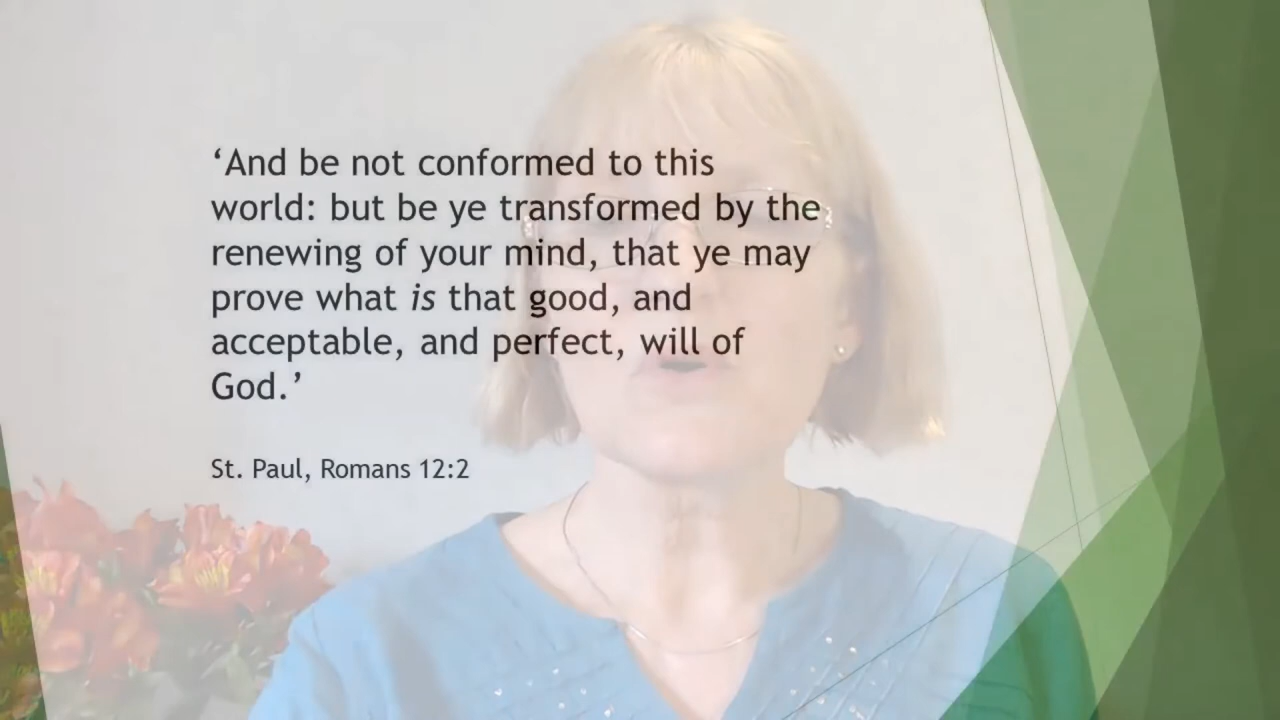 ‘And be not conformed to this
world: but be ye transformed by the
renewing of your mind, that ye may
prove what is that good, and
acceptable, and perfect, will of
God.’
St. Paul, Romans 12:2